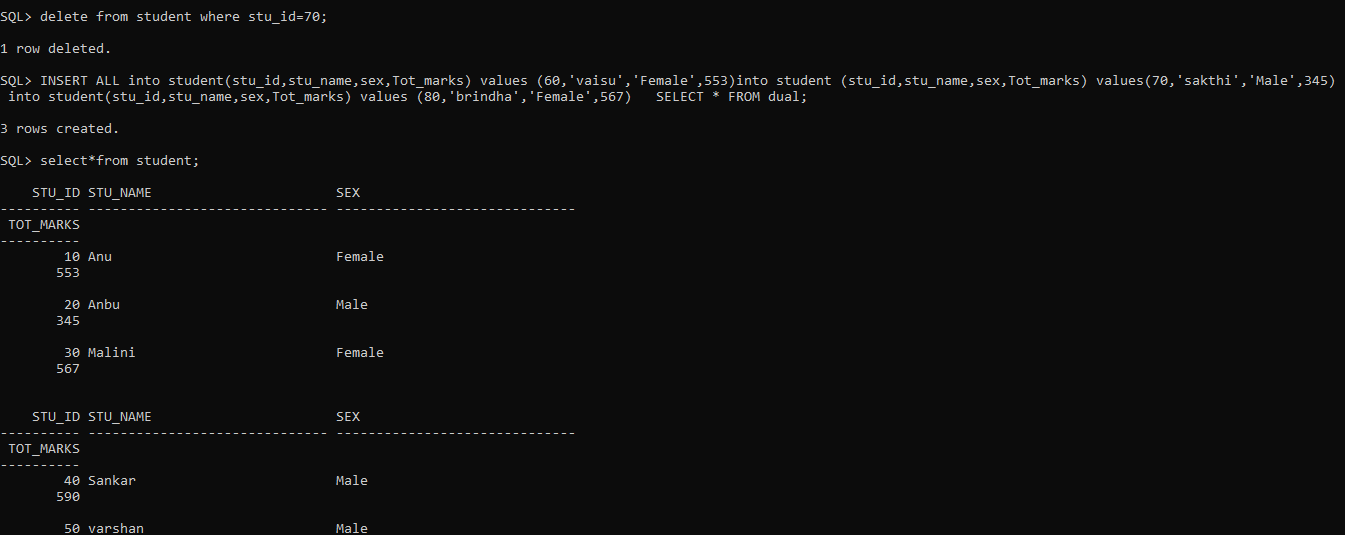 SQL> delete from student where stu_id=70;
1 row deleted.
SQL> INSERT ALL into student(stu_id,stu_name,sex,Tot_marks) values (60,'vaisu','Female',553)into student (stu_id,stu_name,sex,Tot_marks) values(70,'sakthi','Male',345)
 into student(stu_id,stu_name,sex,Tot_marks) values (80,'brindha','Female',567)   SELECT * FROM dual;
3 rows created.
SQL> select*from student;
    STU_ID STU_NAME                       SEX
---------- ------------------------------ ------------------------------
 TOT_MARKS
----------
        10 Anu                            Female
       553
        20 Anbu                           Male
       345
        30 Malini                         Female
       567
    STU_ID STU_NAME                       SEX
---------- ------------------------------ ------------------------------
 TOT_MARKS
----------
        40 Sankar                         Male
       590
        50 varshan                        Male